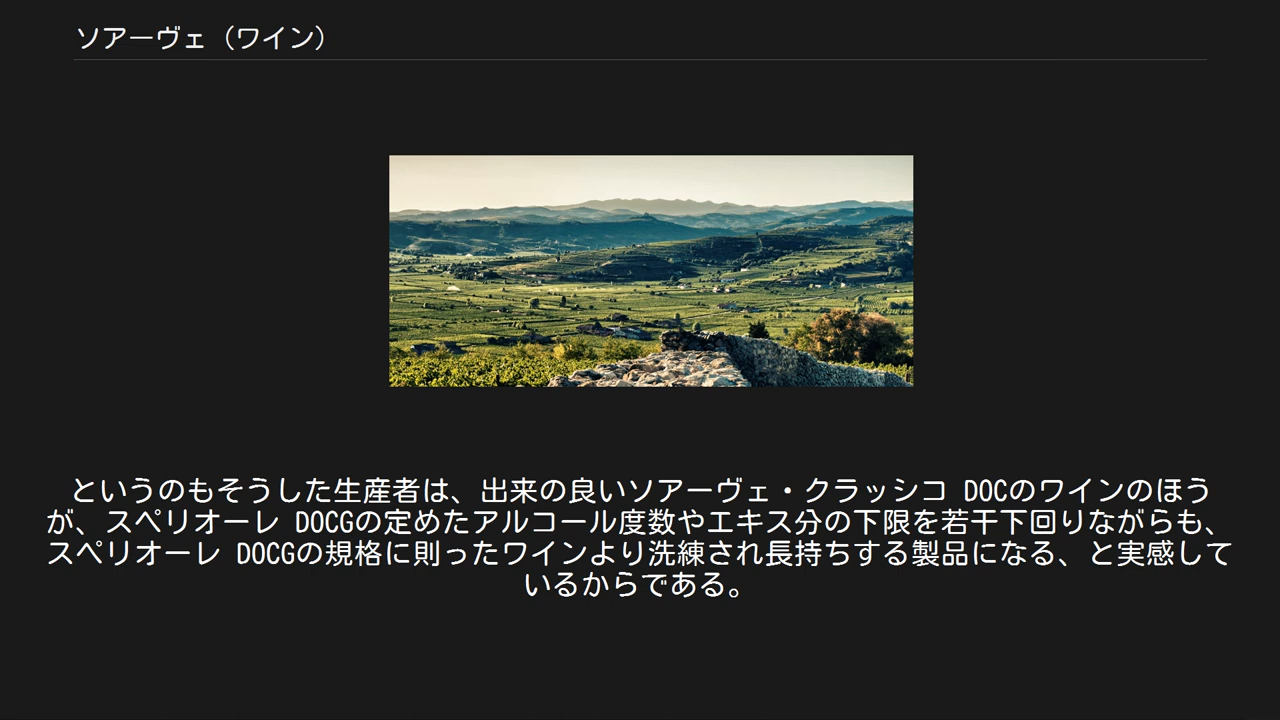 ソアーヴェ（ワイン）
というのもそうした生産者は、出来の良いソアーヴェ・クラッシコ DOCのワインのほう
が、スペリオーレ DOCGの定めたアルコール度数やエキス分の下限を若干下回りながらも、
スペリオーレ DOCGの規格に則ったワインより洗練され長持ちする製品になる、と実感して
いるからである。